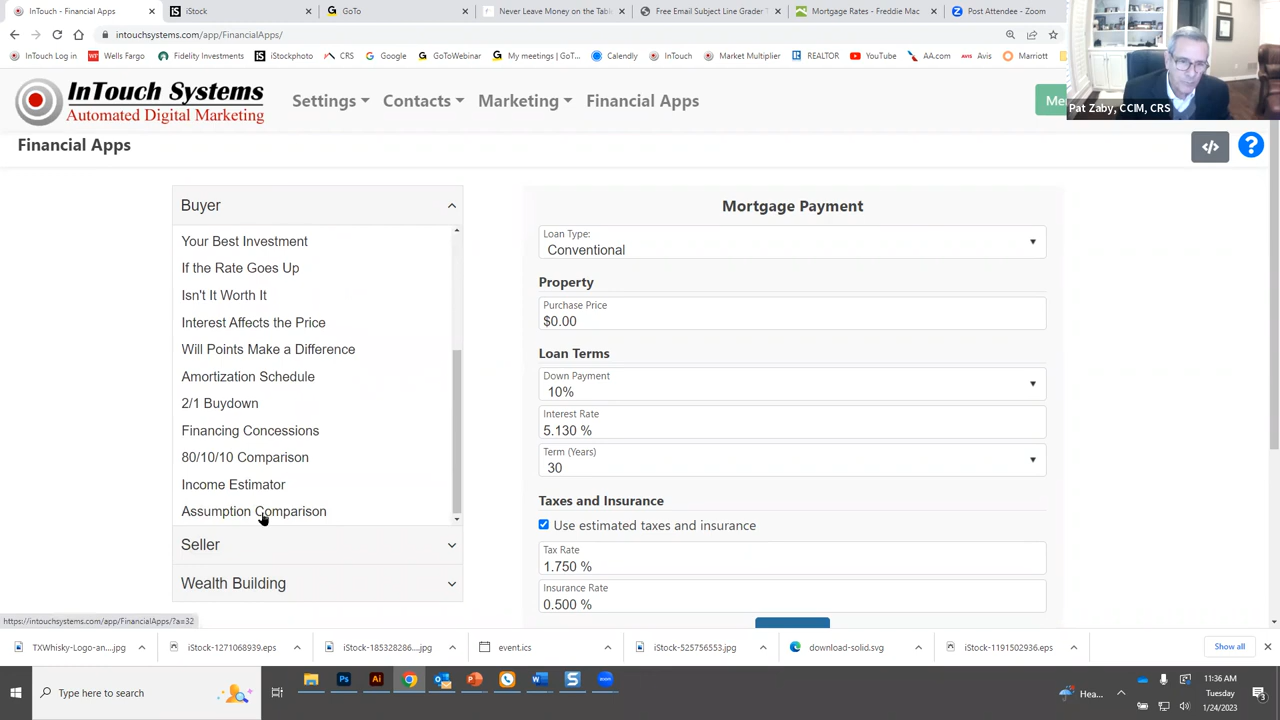 InTouch - Financial Apps
iStock
GoTo
Never Leave Money on the Table
Free Email Subject Line Grader
Mortgage Rates - Freddie Mac
Post Attendee - Zoom
intouchsystems.com/app/FinancialApps/
InTouch Log in
Wells Fargo
Fidelity Investments
iStockphoto
CRS
Google
GoToWebinar
My meetings | GoT...
Calendly
InTouch
Market Multiplier
REALTOR
YouTube
AA.com
Avis
Marriott
InTouch Systems
Automated Digital Marketing
Settings
Contacts
Marketing
Financial Apps
Pat Zaby, CCIM, CRS
Financial Apps
</>
?
Buyer
Your Best Investment
If the Rate Goes Up
Isn't It Worth It
Interest Affects the Price
Will Points Make a Difference
Amortization Schedule
2/1 Buydown
Financing Concessions
80/10/10 Comparison
Income Estimator
Assumption Comparison
Seller
Wealth Building
Mortgage Payment
Loan Type:
Conventional
Property
Purchase Price
$0.00
Loan Terms
Down Payment
10%
Interest Rate
5.130 %
Term (Years)
30
Taxes and Insurance
Use estimated taxes and insurance
Tax Rate
1.750 %
Insurance Rate
0.500 %
https://intouchsystems.com/app/FinancialApps/?a=32
TXWhisky-Logo-an....jpg
iStock-1271068939.eps
iStock-185328286....jpg
event.ics
iStock-525756553.jpg
download-solid.svg
iStock-1191502936.eps
Show all
Type here to search
Hea...
11:36 AM
Tuesday
1/24/2023